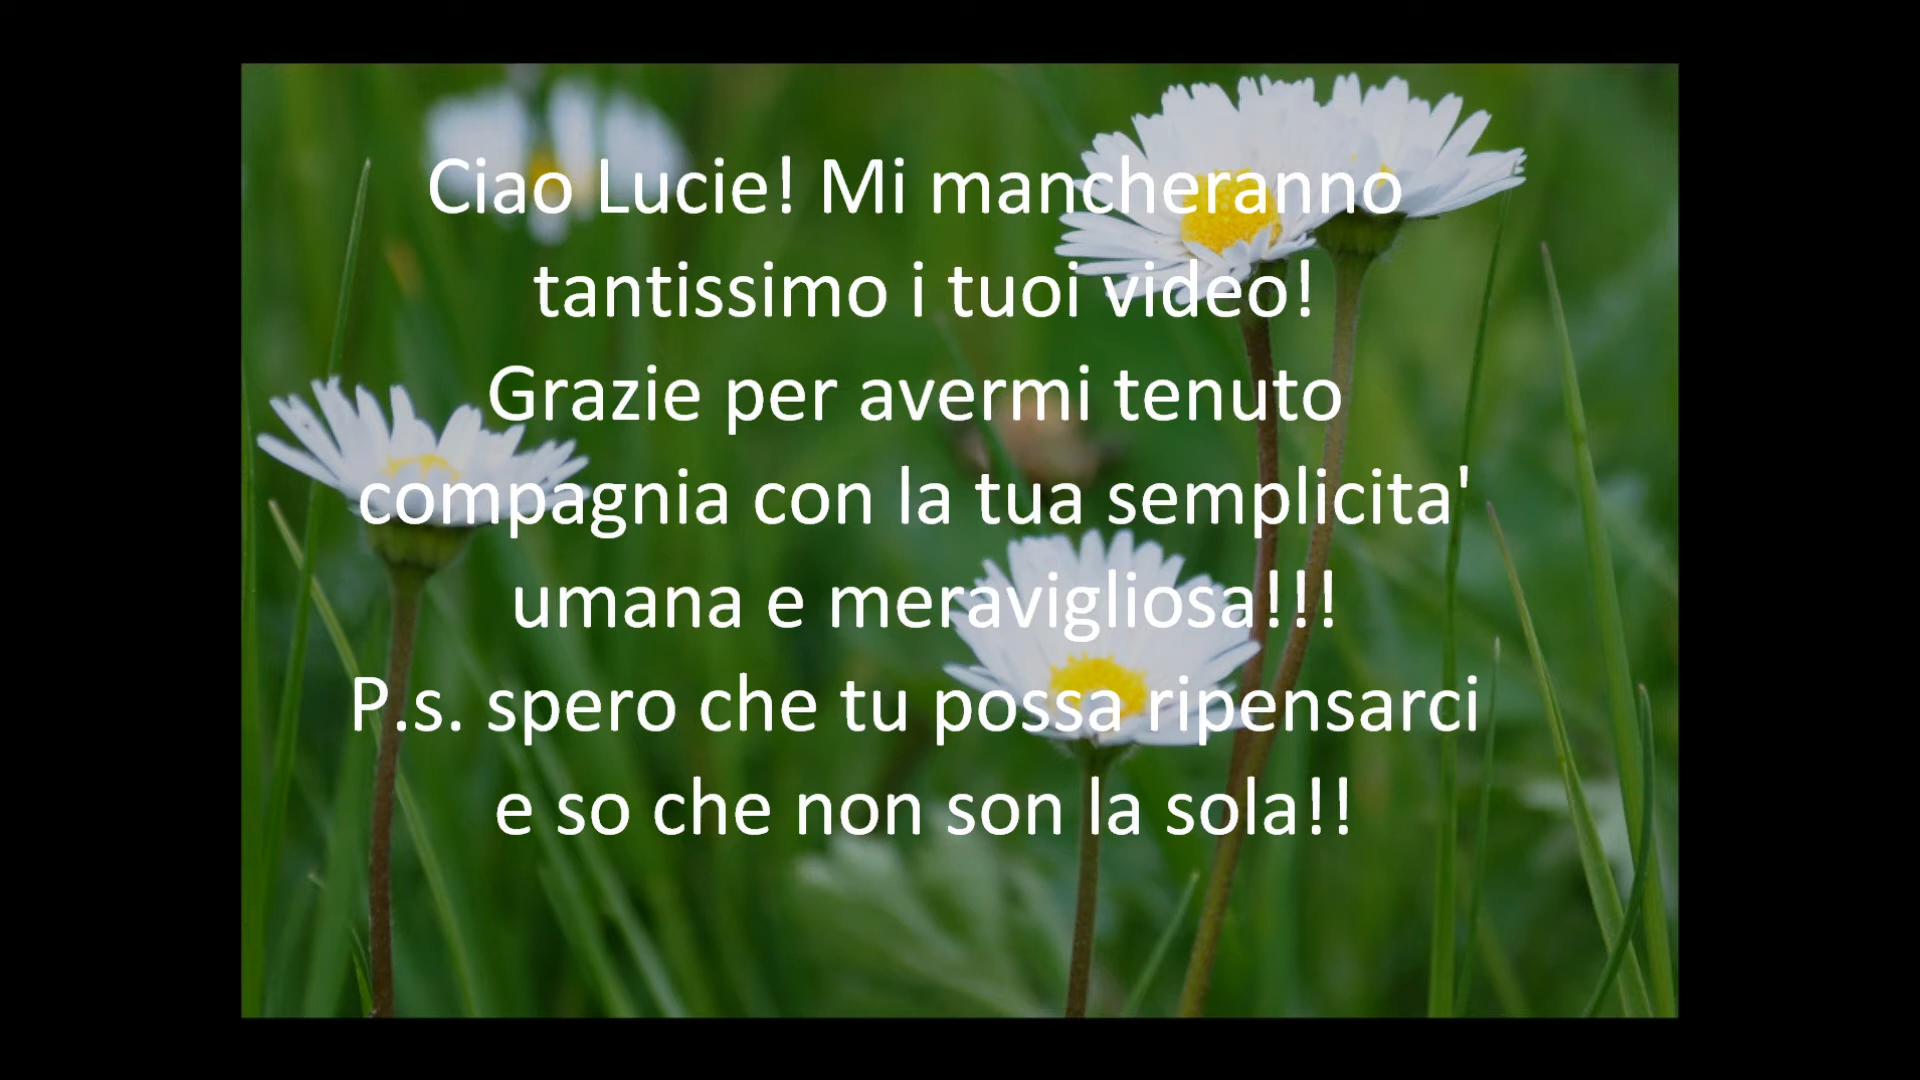 Ciao Lucie! Mi mancheranno
tantissimo i tuoi video!
Grazie per avermi tenuto
compagnia con la tua semplicita'
umana e meravigliosa!!!
P.s. spero che tu possa ripensarci
e so che non son la sola!!